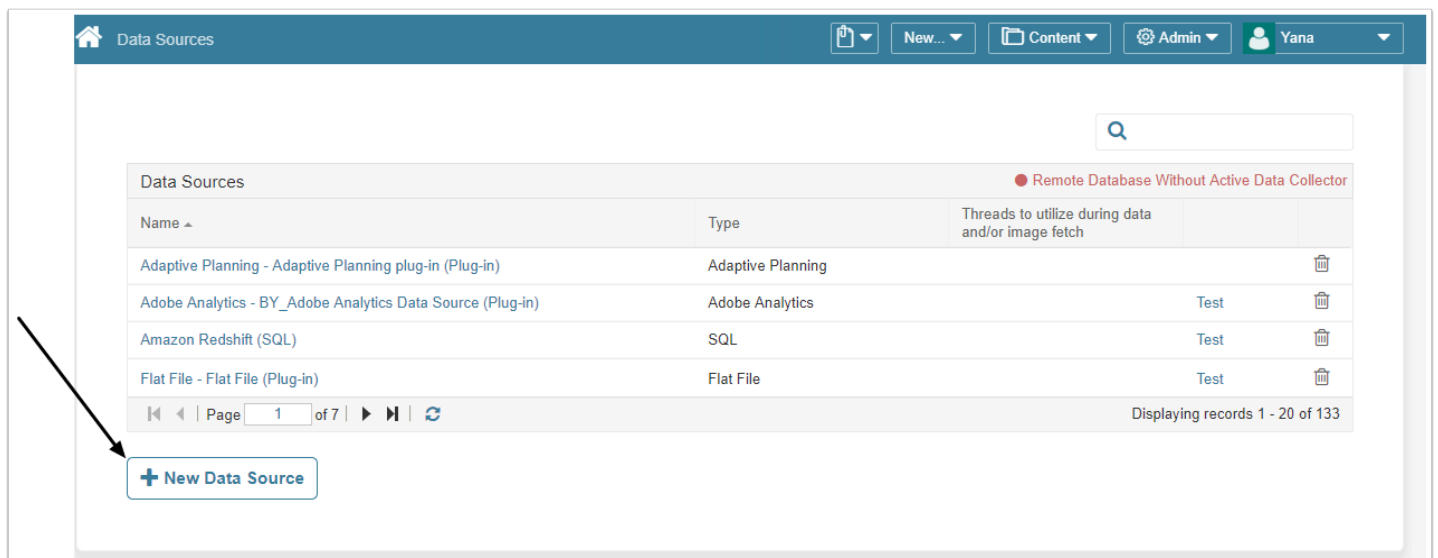 Data Sources New... Content Admin Yana
Data Sources Remote Database Without Active Data Collector
Name Type Threads to utilize during data
and/or image fetch
Adaptive Planning - Adaptive Planning plug-in (Plug-in) Adaptive Planning
Adobe Analytics - BY_Adobe Analytics Data Source (Plug-in) Adobe Analytics Test
Amazon Redshift (SQL) SQL Test
Flat File - Flat File (Plug-in) Flat File Test
Page 1 of 7 Displaying records 1 - 20 of 133
New Data Source